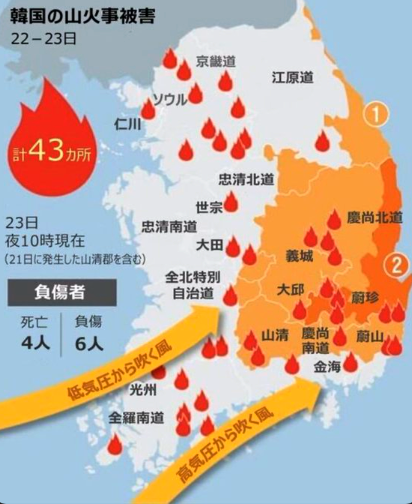 韓国の山火事被害
22－23日
京畿道
江原道
ソウル
仁川
計43カ所
1
忠清北道
世宗
慶尚北道
23日
夜10時現在
(21日に発生した山清郡を含む)
忠清南道
大田
義城
2
全北特別
自治道
大邱
蔚珍
負傷者
死亡
4人
負傷
6人
山清
慶尚
南道
蔚山
低気圧から吹く風
金海
光州
全羅南道
高気圧から吹く風